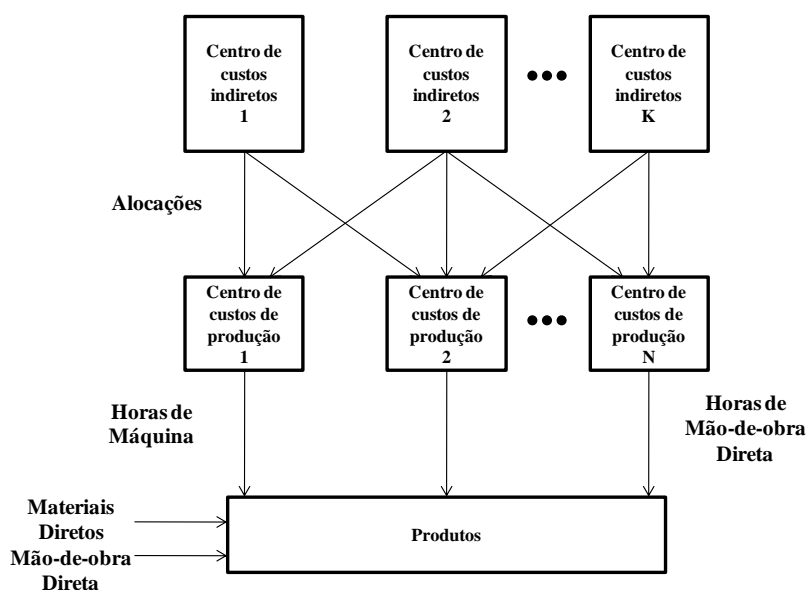 Centro de
custos
indiretos
1
Centro de
custos
indiretos
2
Centro de
custos
indiretos
K
Alocações
Centro de
custos de
produção
1
Centro de
custos de
produção
2
Centro de
custos de
produção
N
Horas de
Máquina
Horas de
Mão-de-obra
Direta
Materiais
Diretos
Mão-de-obra
Direta
Produtos